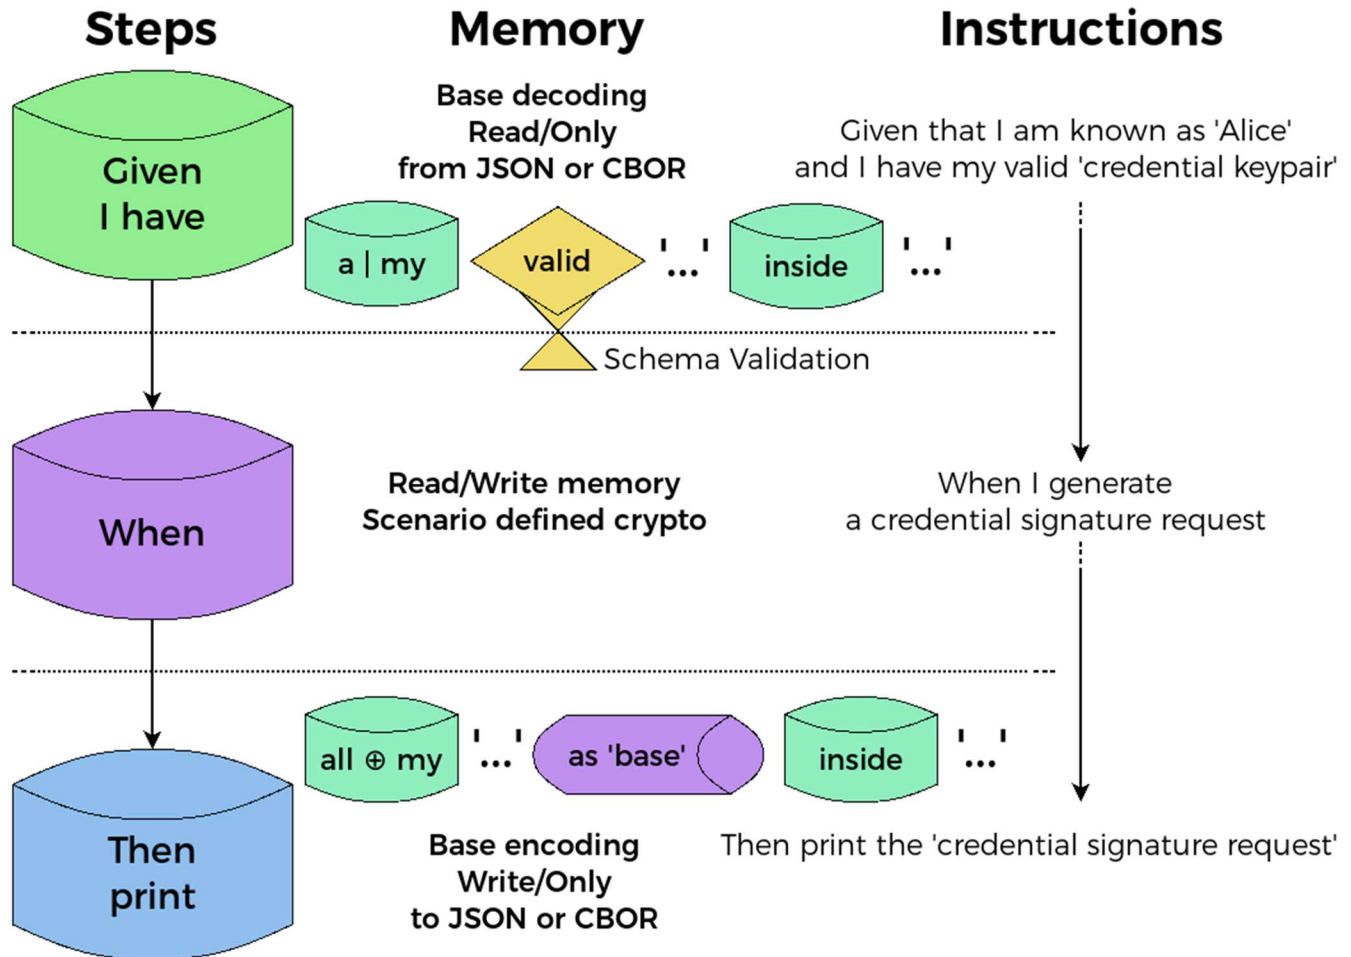 Steps
Memory
Instructions
Given
I have
Base decoding
Read/Only
from JSON or CBOR
Given that I am known as 'Alice'
and I have my valid 'credential keypair'
a | my
valid
'...'
inside
'...'
Schema Validation
When
Read/Write memory
Scenario defined crypto
When I generate
a credential signature request
all ⊕ my
'...'
as 'base'
inside
'...'
Then
print
Base encoding
Write/Only
to JSON or CBOR
Then print the 'credential signature request'